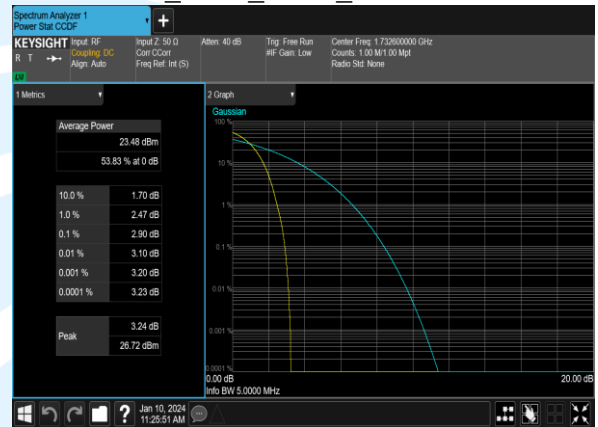 Spectrum Analyzer 1
Power Stat CCDF
+
KEYSIGHT Input: RF Input Z: 50 Ω Atten: 40 dB Trig: Free Run Center Freq: 1.732600000 GHz
R T Coupling: DC Corr CCorr #IF Gain: Low Counts: 1.00 M/1.00 Mpt
Align: Auto Freq Ref: Int (S) Radio Std: None
1 Metrics
2 Graph
Gaussian
Average Power
23.48 dBm
53.83 % at 0 dB
10.0 % 1.70 dB
1.0 % 2.47 dB
0.1 % 2.90 dB
0.01 % 3.10 dB
0.001 % 3.20 dB
0.0001 % 3.23 dB
Peak 3.24 dB
26.72 dBm
100 %
10 %
1 %
0.1 %
0.01 %
0.001 %
0.0001 %
0.00 dB 20.00 dB
Info BW 5.0000 MHz
? Jan 10, 2024
11:25:51 AM